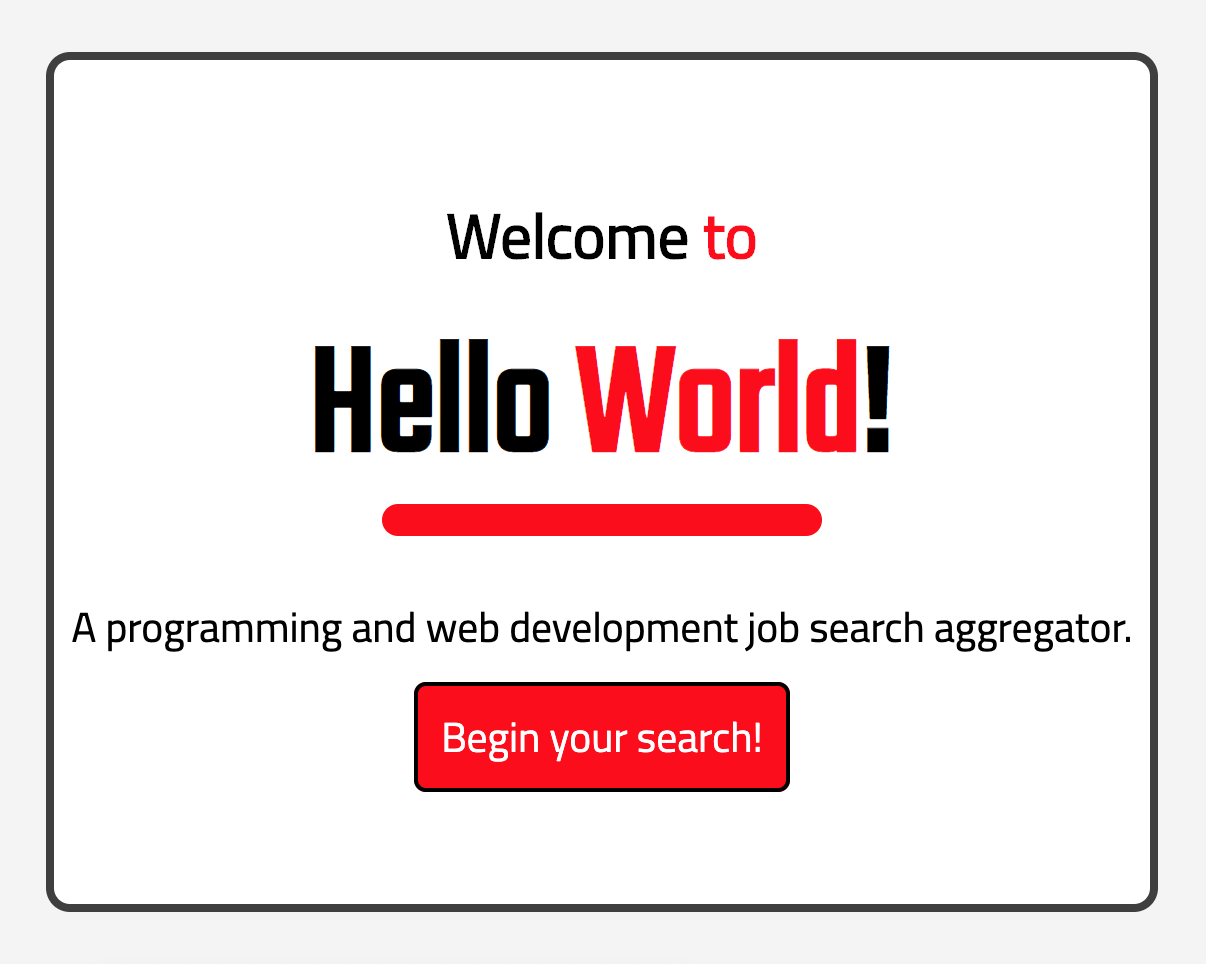 Welcome to
Hello World!
A programming and web development job search aggregator.
Begin your search!